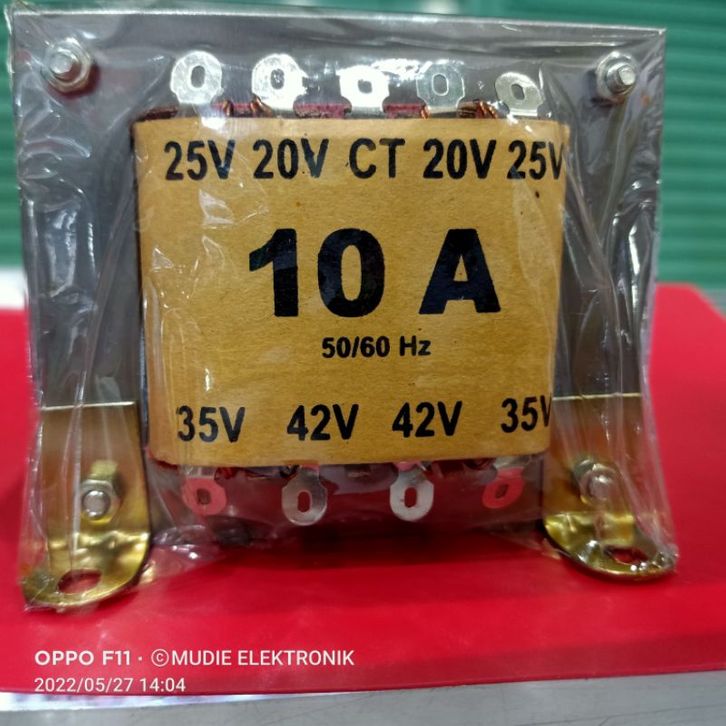 25V 20V CT 20V 25V
10 A
50/60 Hz
35V 42V 42V 35V
OPPO F11 · ©MUDIE ELEKTRONIK
2022/05/27 14:04